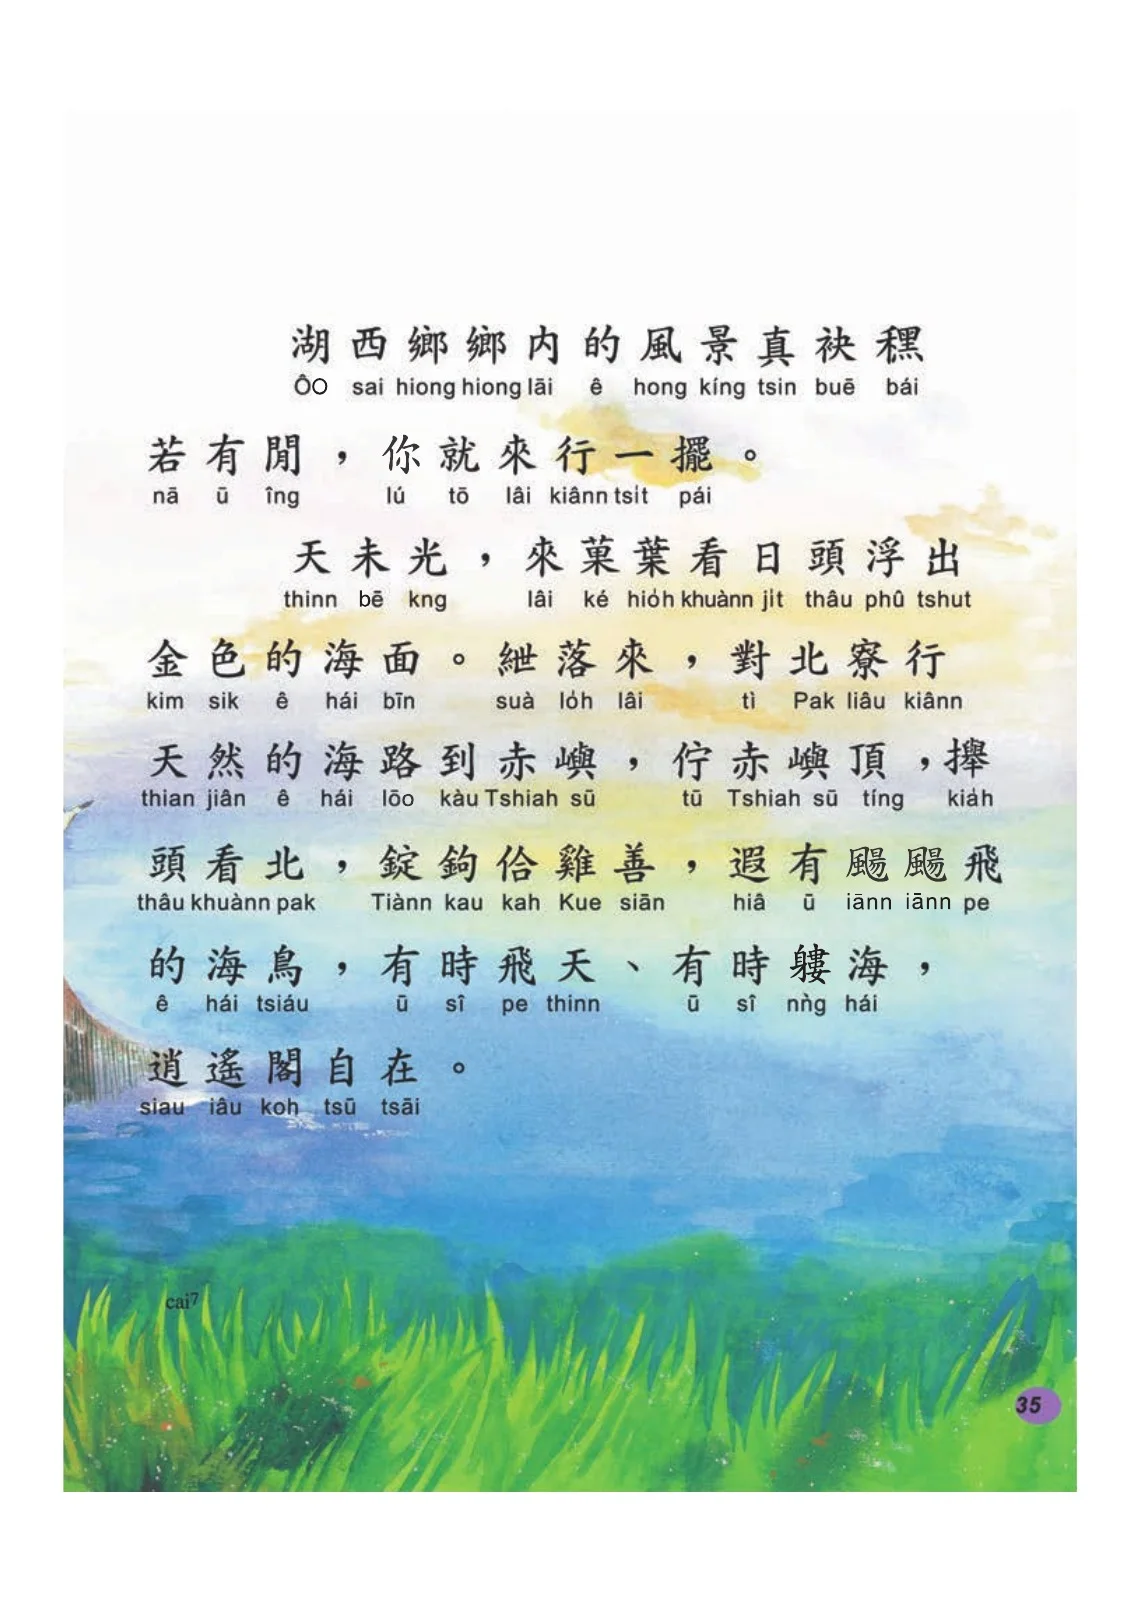 湖西鄉鄉內的風景真袂䆀
ÔO sai hiong hiong lāi ê hong kíng tsin buē bái
若有閒，你就來行一擺。
nā ū îng lú tō lâi kiânn tsi̍t pái
天未光，來菓葉看日頭浮出
thinn bē kng lâi ké hio̍h khuànn ji̍t thâu phû tshut
金色的海面。紲落來，對北寮行
kim sik ê hái bīn suà lo̍h lâi tì Pak liâu kiânn
天然的海路到赤嶼，佇赤嶼頂，攑
thian jiân ê hái lōo kàu Tshiah sū tū Tshiah sū tíng kia̍h
頭看北，錠鉤佮雞善，遐有颺颺飛
thâu khuànn pak Tiànn kau kah Kue siān hiâ ū iānn iānn pe
的海鳥，有時飛天、有時軁海，
ê hái tsiáu ū sî pe thinn ū sî nǹg hái
逍遙閣自在。
siau iâu koh tsū tsāi
cai7
35